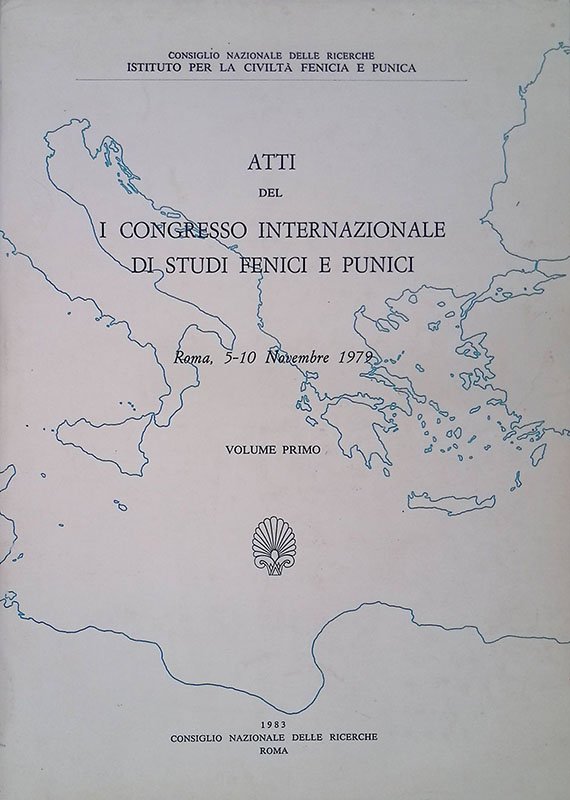 CONSIGLIO NAZIONALE DELLE RICERCHE
ISTITUTO PER LA CIVILTÀ FENICIA E PUNICA
ATTI
DEL
I CONGRESSO INTERNAZIONALE
DI STUDI FENICI E PUNICI
Roma, 5-10 Novembre 1979
VOLUME PRIMO
1983
CONSIGLIO NAZIONALE DELLE RICERCHE
ROMA